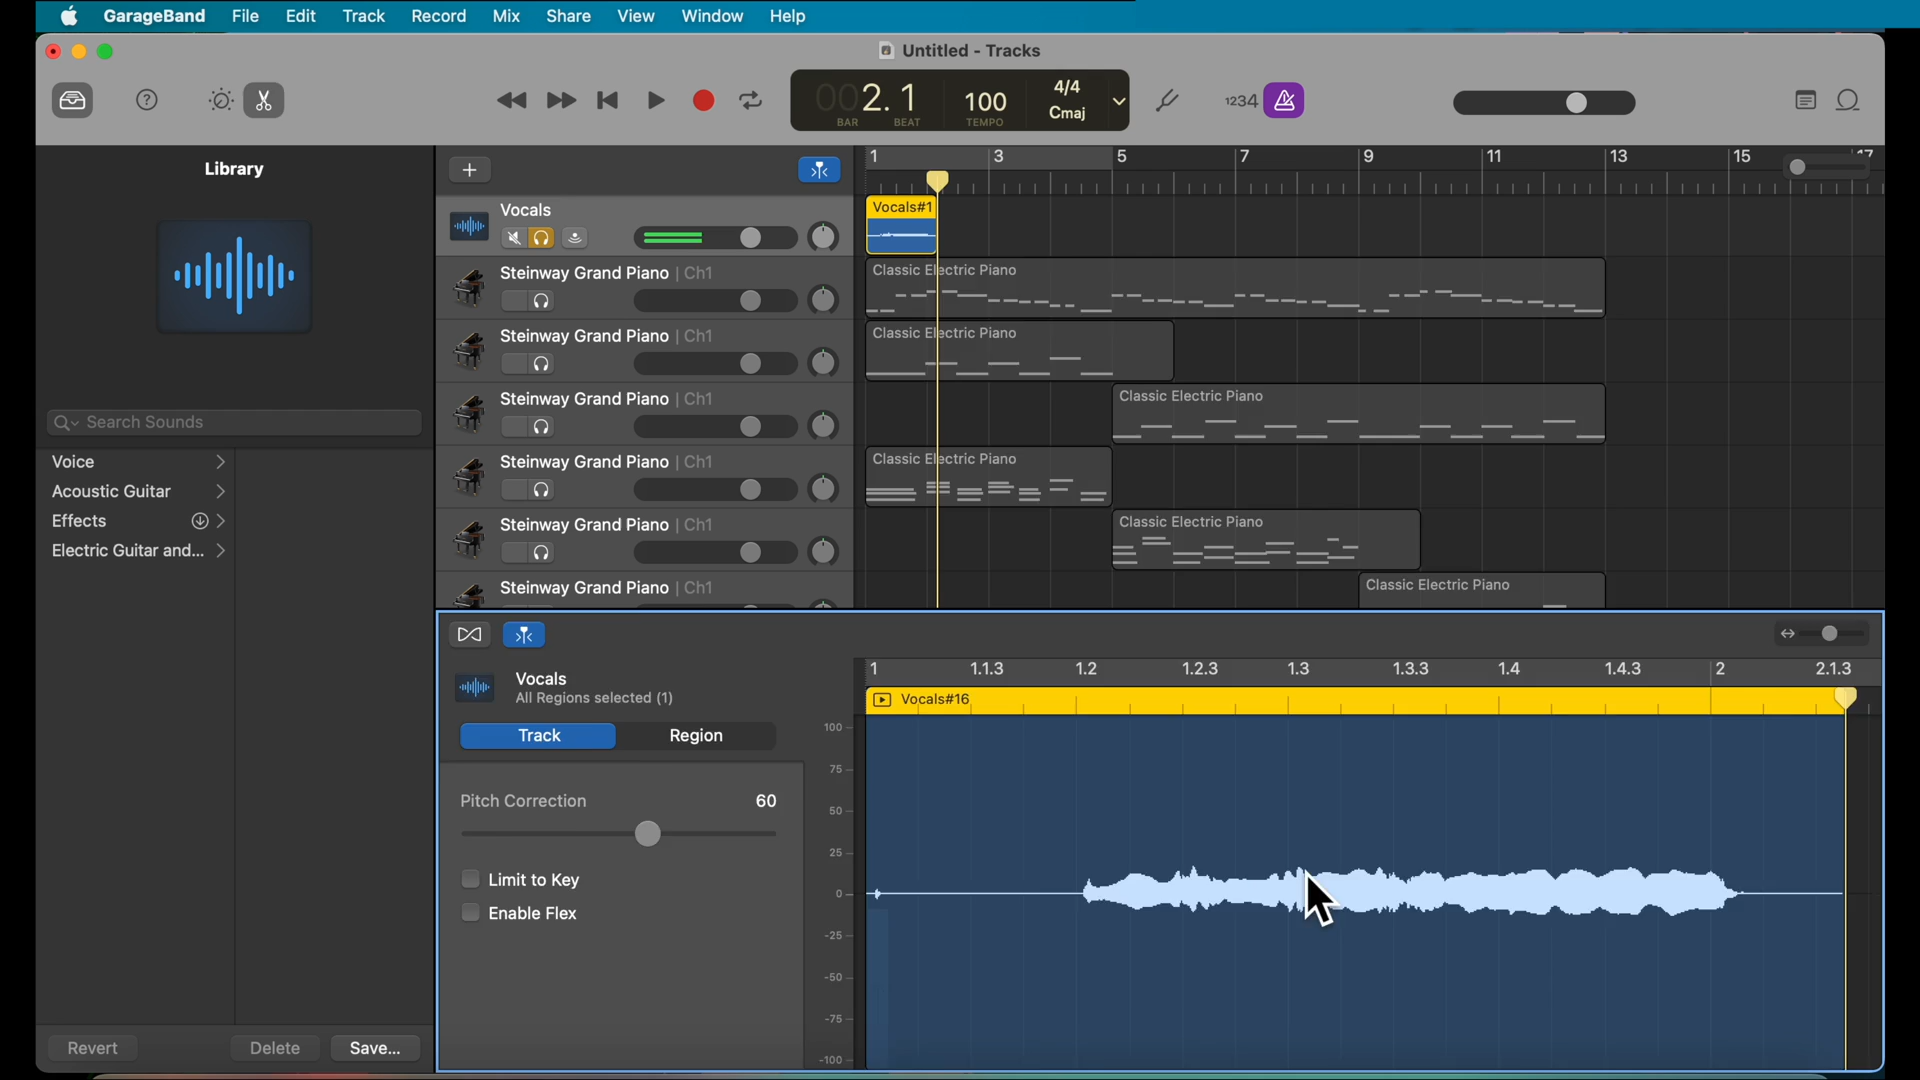 GarageBand File Edit Track Record Mix Share View Window Help
Untitled - Tracks
002.1
BAR BEAT
100
TEMPO
4/4
Cmaj
1234
Library
Search Sounds
Voice
Acoustic Guitar
Effects
Electric Guitar and...
Revert Delete Save...
1 3 5 7 9 11 13 15 17
Vocals
Vocals#1
Steinway Grand Piano | Ch1
Classic Electric Piano
Steinway Grand Piano | Ch1
Classic Electric Piano
Steinway Grand Piano | Ch1
Classic Electric Piano
Steinway Grand Piano | Ch1
Classic Electric Piano
Steinway Grand Piano | Ch1
Classic Electric Piano
Steinway Grand Piano | Ch1
Classic Electric Piano
Vocals
All Regions selected (1)
Track Region
Pitch Correction 60
Limit to Key
Enable Flex
1 1.1.3 1.2 1.2.3 1.3 1.3.3 1.4 1.4.3 2 2.1.3
Vocals#16
100
75
50
25
0
-25
-50
-75
-100